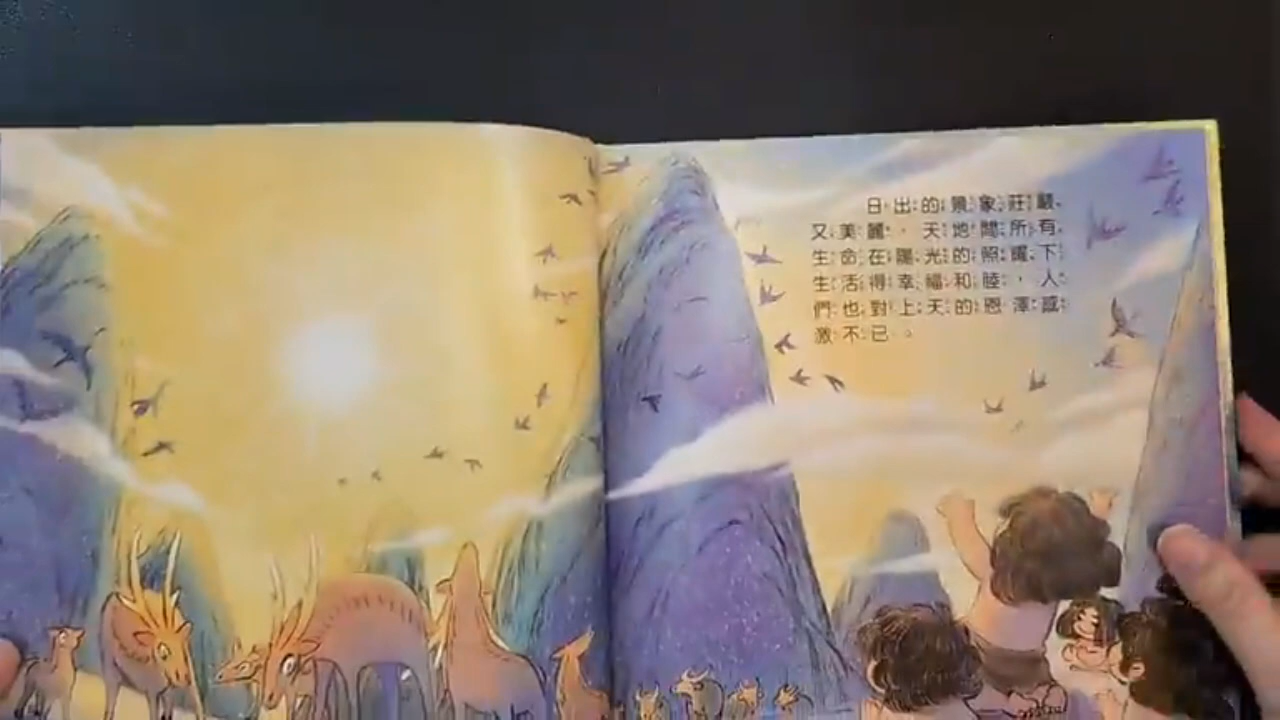 日出的景象莊嚴
又美麗，天地間所有
生命在陽光的照耀下
生活得幸福和睦，人
們也對上天的恩澤感
激不已。